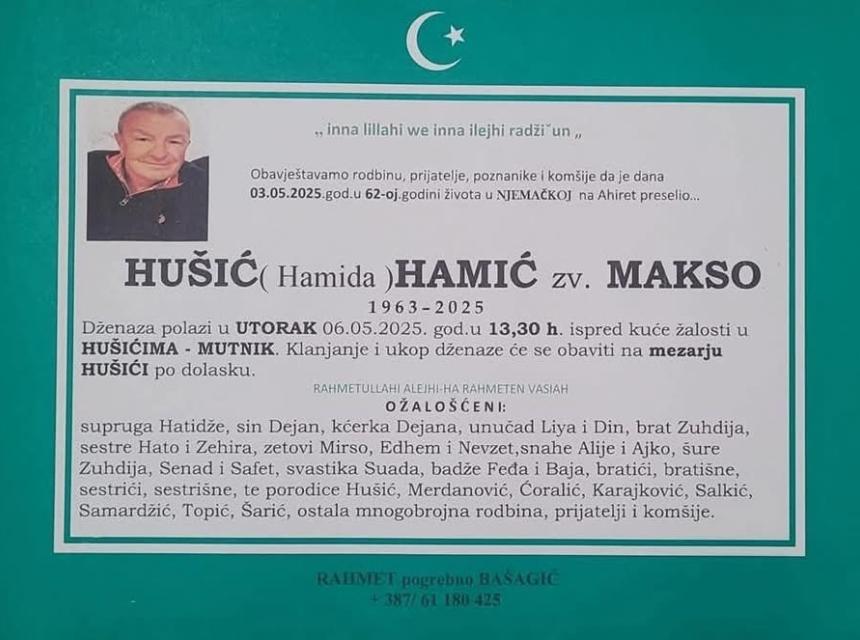 „ inna lillahi we inna ilejhi radži˘un „
Obavještavamo rodbinu, prijatelje, poznanike i komšije da je dana
03.05.2025.god.u 62-oj.godini života u NJEMAČKOJ na Ahiret preselio...
HUŠIĆ( Hamida )HAMIĆ zv. MAKSO
1963-2025
Dženaza polazi u UTORAK 06.05.2025. god.u 13,30 h. ispred kuće žalosti u
HUŠIĆIMA - MUTNIK. Klanjanje i ukop dženaze će se obaviti na mezarju
HUŠIĆI po dolasku.
RAHMETULLAHI ALEJHI-HA RAHMETEN VASIAH
OŽALOŠĆENI:
supruga Hatidže, sin Dejan, kćerka Dejana, unučad Liya i Din, brat Zuhdija,
sestre Hato i Zehira, zetovi Mirso, Edhem i Nevzet,snahe Alije i Ajko, šure
Zuhdija, Senad i Safet, svastika Suada, badže Feđa i Baja, bratići, bratišne,
sestrići, sestrišne, te porodice Hušić, Merdanović, Ćoralić, Karajković, Salkić,
Samardžić, Topić, Šarić, ostala mnogobrojna rodbina, prijatelji i komšije.
RAHMET pogrebno BAŠAGIĆ
+ 387/ 61 180 425